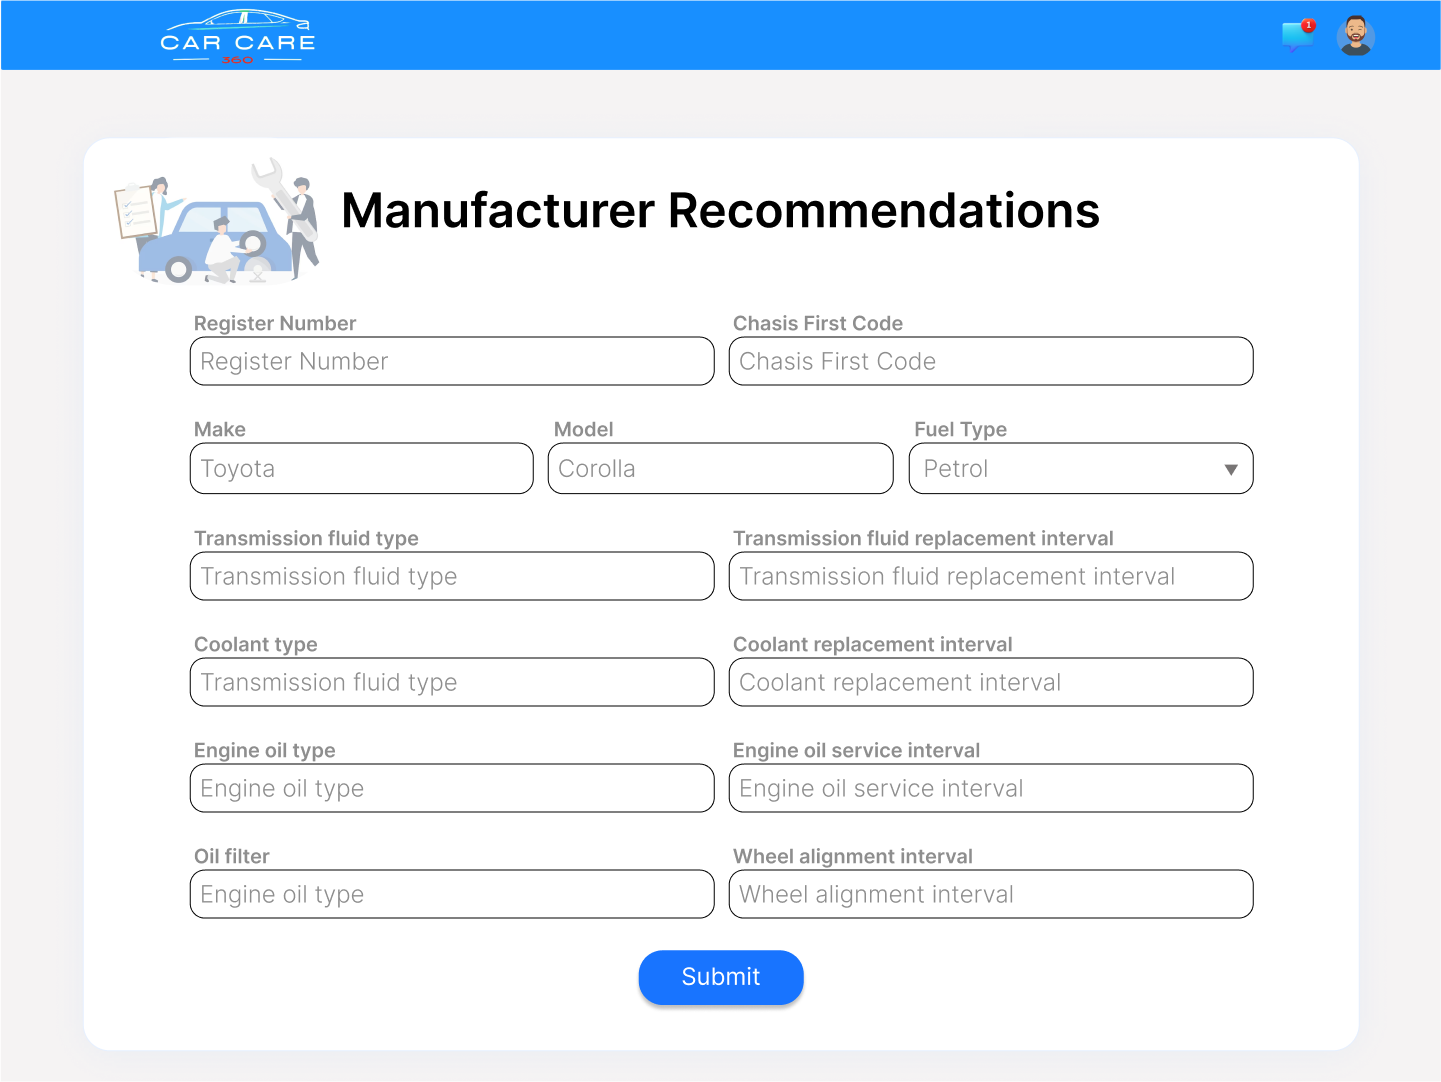 CAR CARE
360
1
Manufacturer Recommendations
Register Number
Chasis First Code
Register Number
Chasis First Code
Make
Model
Fuel Type
Toyota
Corolla
Petrol
Transmission fluid type
Transmission fluid replacement interval
Transmission fluid type
Transmission fluid replacement interval
Coolant type
Coolant replacement interval
Transmission fluid type
Coolant replacement interval
Engine oil type
Engine oil service interval
Engine oil type
Engine oil service interval
Oil filter
Wheel alignment interval
Engine oil type
Wheel alignment interval
Submit